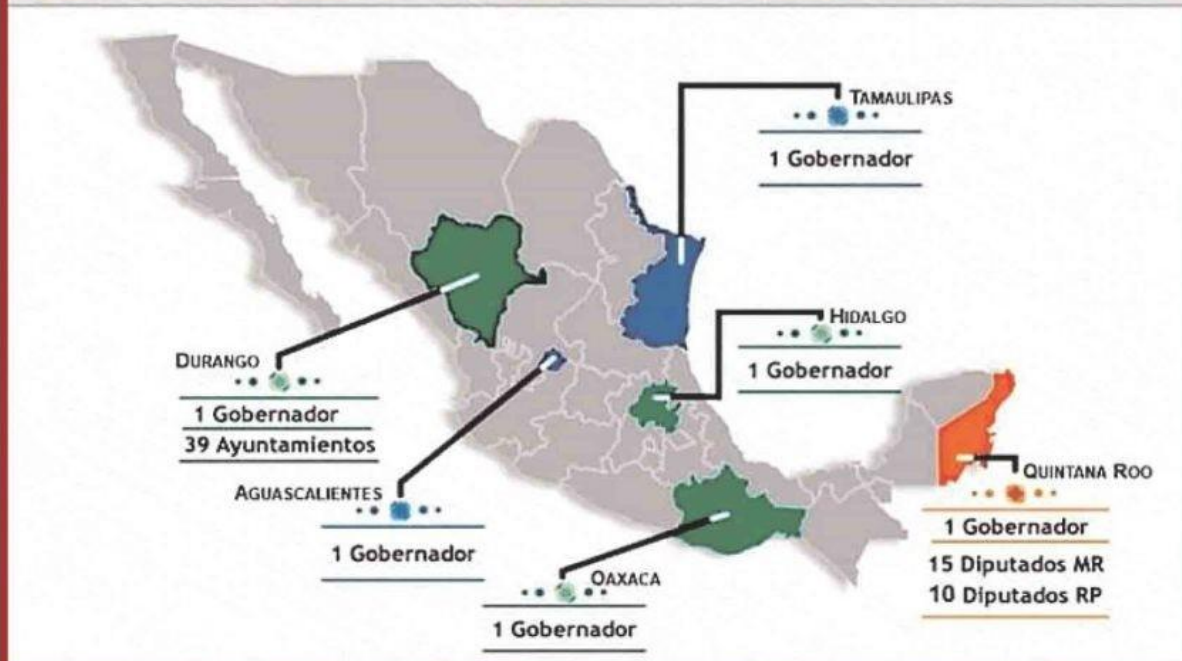 TAMAULIPAS
1 Gobernador
HIDALGO
1 Gobernador
DURANGO
1 Gobernador
39 Ayuntamientos
AGUASCALIENTES
1 Gobernador
OAXACA
1 Gobernador
QUINTANA ROO
1 Gobernador
15 Diputados MR
10 Diputados RP